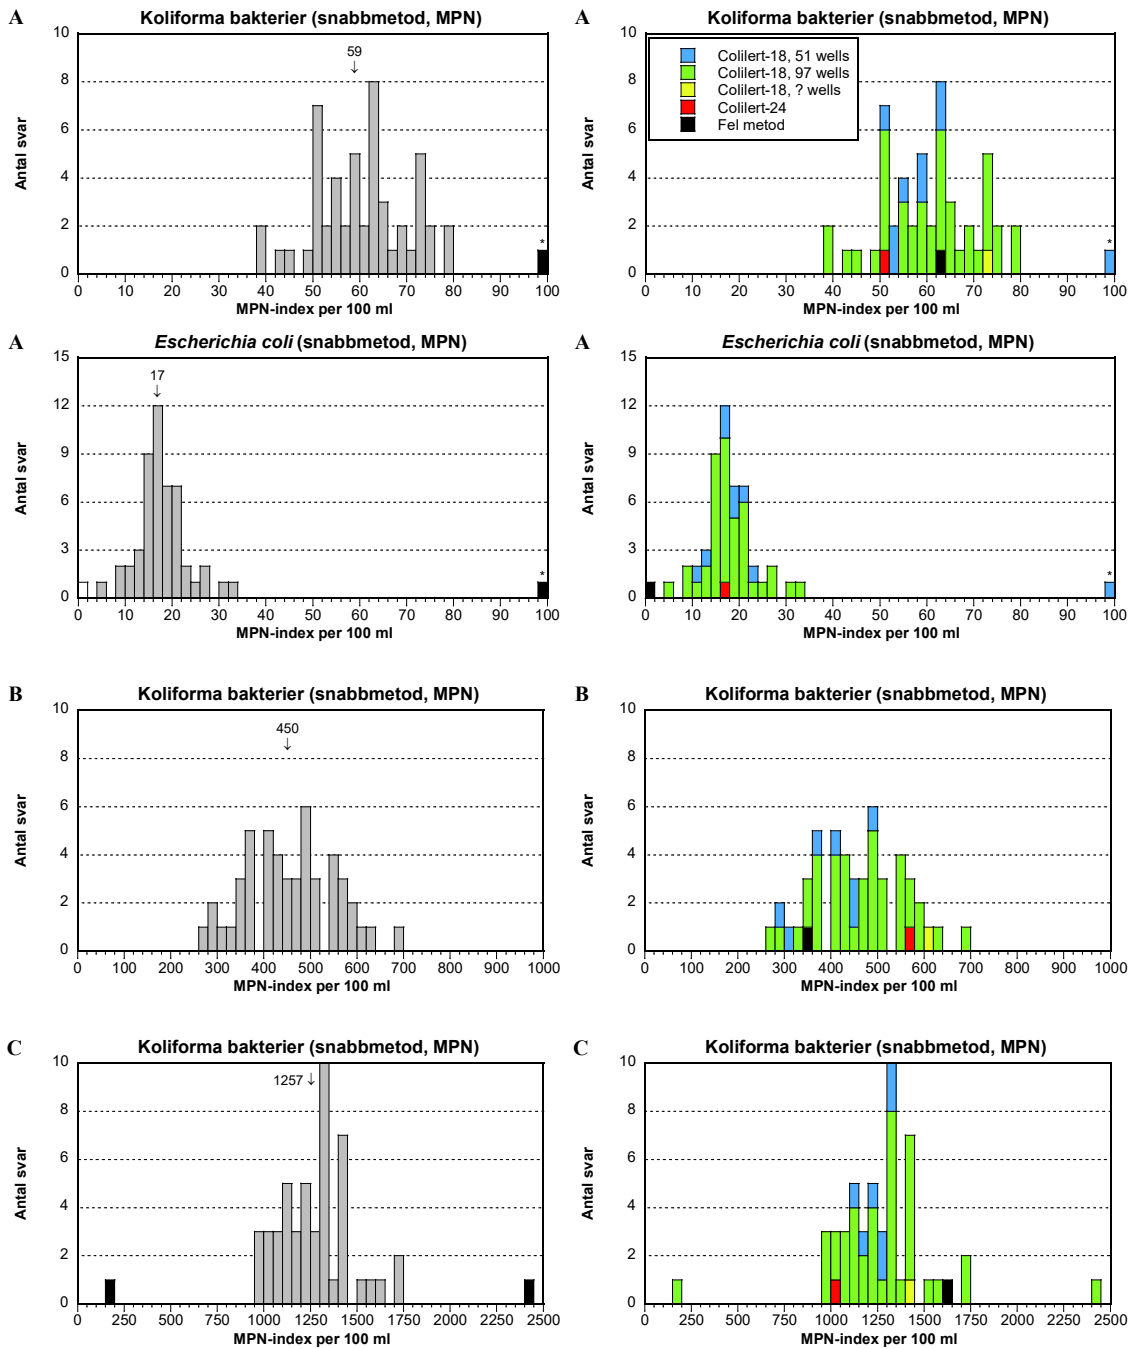 A
Koliforma bakterier (snabbmetod, MPN)
10
8
6
4
2
0
Antal svar
59
↓
*
0 10 20 30 40 50 60 70 80 90 100
MPN-index per 100 ml
A
Koliforma bakterier (snabbmetod, MPN)
10
8
6
4
2
0
Antal svar
Colilert-18, 51 wells
Colilert-18, 97 wells
Colilert-18, ? wells
Colilert-24
Fel metod
*
0 10 20 30 40 50 60 70 80 90 100
MPN-index per 100 ml
A
Escherichia coli (snabbmetod, MPN)
15
12
9
6
3
0
Antal svar
17
↓
*
0 10 20 30 40 50 60 70 80 90 100
MPN-index per 100 ml
A
Escherichia coli (snabbmetod, MPN)
15
12
9
6
3
0
Antal svar
*
0 10 20 30 40 50 60 70 80 90 100
MPN-index per 100 ml
B
Koliforma bakterier (snabbmetod, MPN)
10
8
6
4
2
0
Antal svar
450
↓
0 100 200 300 400 500 600 700 800 900 1000
MPN-index per 100 ml
B
Koliforma bakterier (snabbmetod, MPN)
10
8
6
4
2
0
Antal svar
0 100 200 300 400 500 600 700 800 900 1000
MPN-index per 100 ml
C
Koliforma bakterier (snabbmetod, MPN)
10
8
6
4
2
0
Antal svar
1257 ↓
0 250 500 750 1000 1250 1500 1750 2000 2250 2500
MPN-index per 100 ml
C
Koliforma bakterier (snabbmetod, MPN)
10
8
6
4
2
0
Antal svar
0 250 500 750 1000 1250 1500 1750 2000 2250 2500
MPN-index per 100 ml